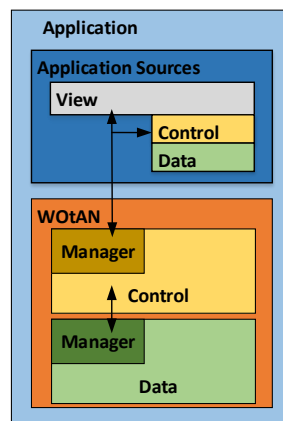 Application
Application Sources
View
Control
Data
WOtAN
Manager
Control
Manager
Data